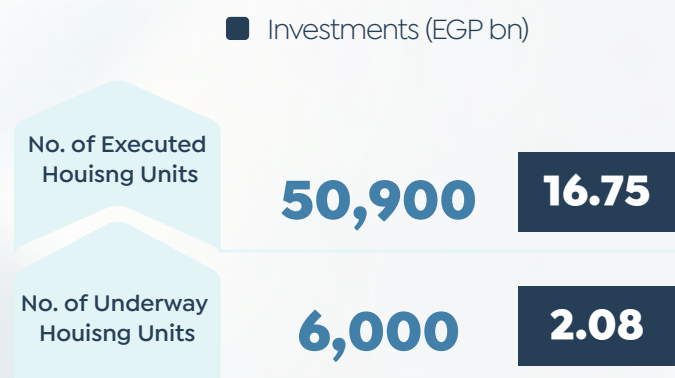 Investments (EGP bn)
No. of Executed
Houisng Units
50,900
16.75
No. of Underway
Houisng Units
6,000
2.08